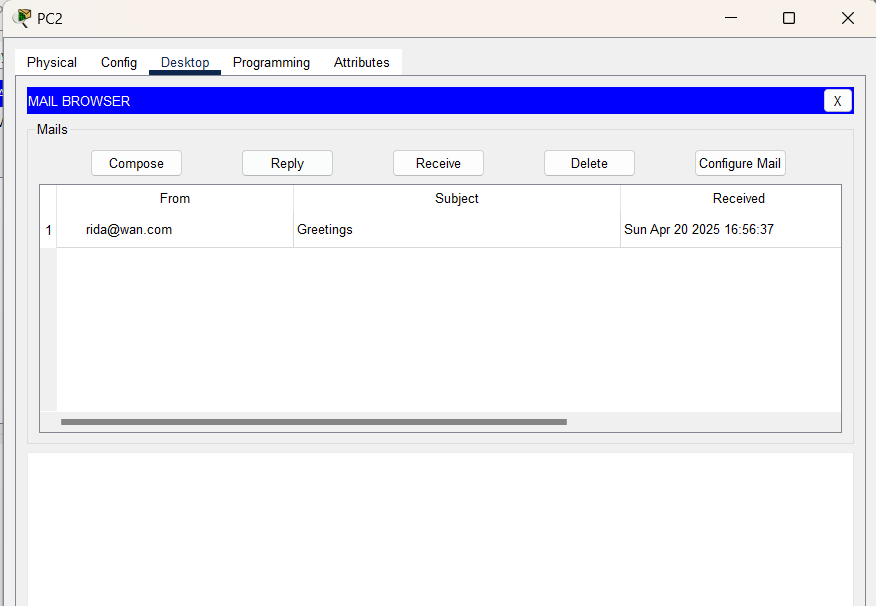 PC2
Physical Config Desktop Programming Attributes
MAIL BROWSER X
Mails
Compose Reply Receive Delete Configure Mail
From Subject Received
1 rida@wan.com Greetings Sun Apr 20 2025 16:56:37